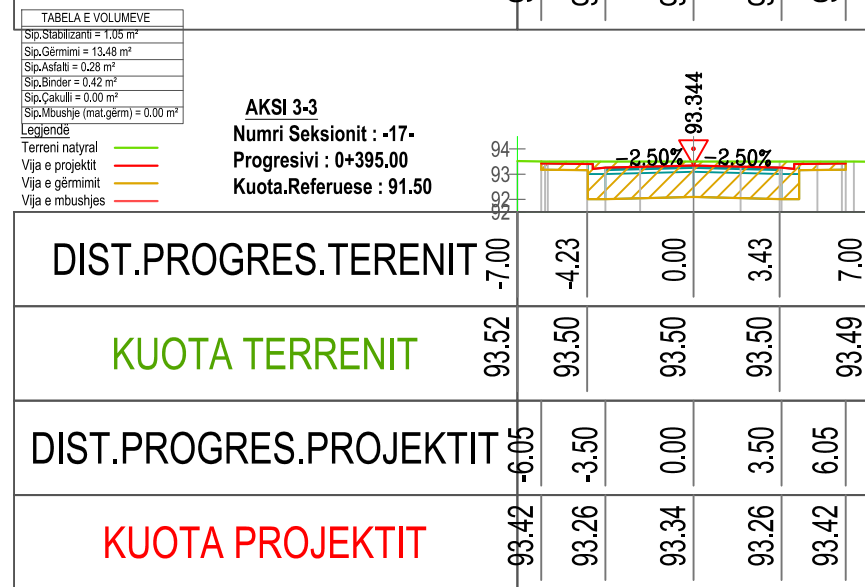 TABELA E VOLUMEVE
Sip.Stabilizanti = 1.05 m²
Sip.Gërmimi = 13.48 m²
Sip.Asfalti = 0.28 m²
Sip.Binder = 0.42 m²
Sip.Çakulli = 0.00 m²
Sip.Mbushje (mat.gërm) = 0.00 m²
Legjendë
Terreni natyral
Vija e projektit
Vija e gërmimit
Vija e mbushjes
AKSI 3-3
Numri Seksionit : -17-
Progresivi : 0+395.00
Kuota.Referuese : 91.50
93.344
-2.50% -2.50%
94
93
92
92
DIST.PROGRES.TERENIT -7.00 -4.23 0.00 3.43 7.00
KUOTA TERRENIT 93.52 93.50 93.50 93.50 93.49
DIST.PROGRES.PROJEKTIT -6.05 -3.50 0.00 3.50 6.05
KUOTA PROJEKTIT 93.42 93.26 93.34 93.26 93.42